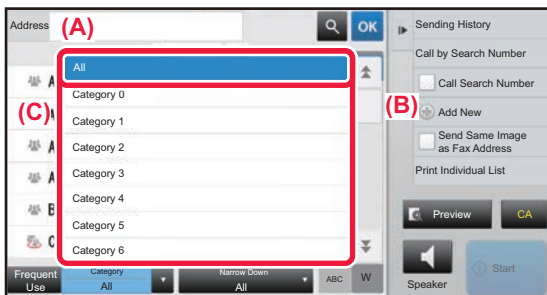 Address
(A)
OK
Sending History
Call by Search Number
All
Call Search Number
A
Category 0
(C)
(B)
Add New
Category 1
Send Same Image
as Fax Address
A
Category 2
A
Category 3
Print Individual List
Category 4
B
Category 5
Preview
CA
C
Category 6
Frequent
Use
Category
All
Narrow Down
All
ABC
W
Speaker
Start